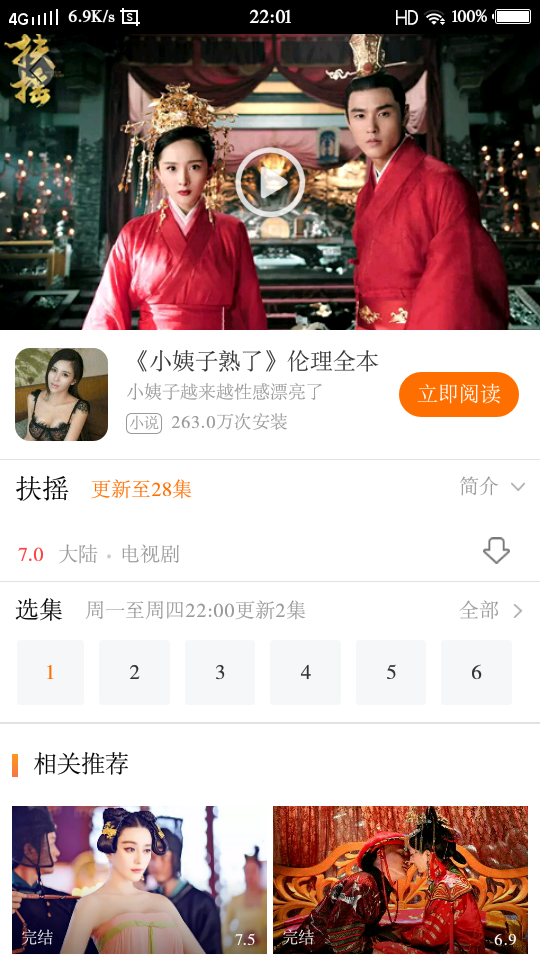 4G 6.9K/s 22:01 HD 100%
扶摇
《小姨子熟了》伦理全本
小姨子越来越性感漂亮了
立即阅读
小说 263.0万次安装
扶摇 更新至28集 简介
7.0 大陆 · 电视剧
选集 周一至周四22:00更新2集 全部
1 2 3 4 5 6
相关推荐
完结 7.5 完结 6.9